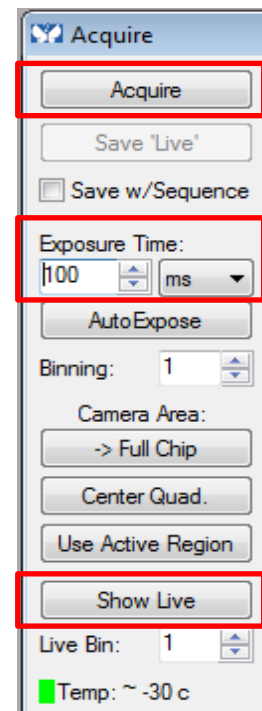 Acquire
Acquire
Save 'Live'
Save w/Sequence
Exposure Time:
100 ms
AutoExpose
Binning: 1
Camera Area:
-> Full Chip
Center Quad.
Use Active Region
Show Live
Live Bin: 1
Temp: ~ -30 c